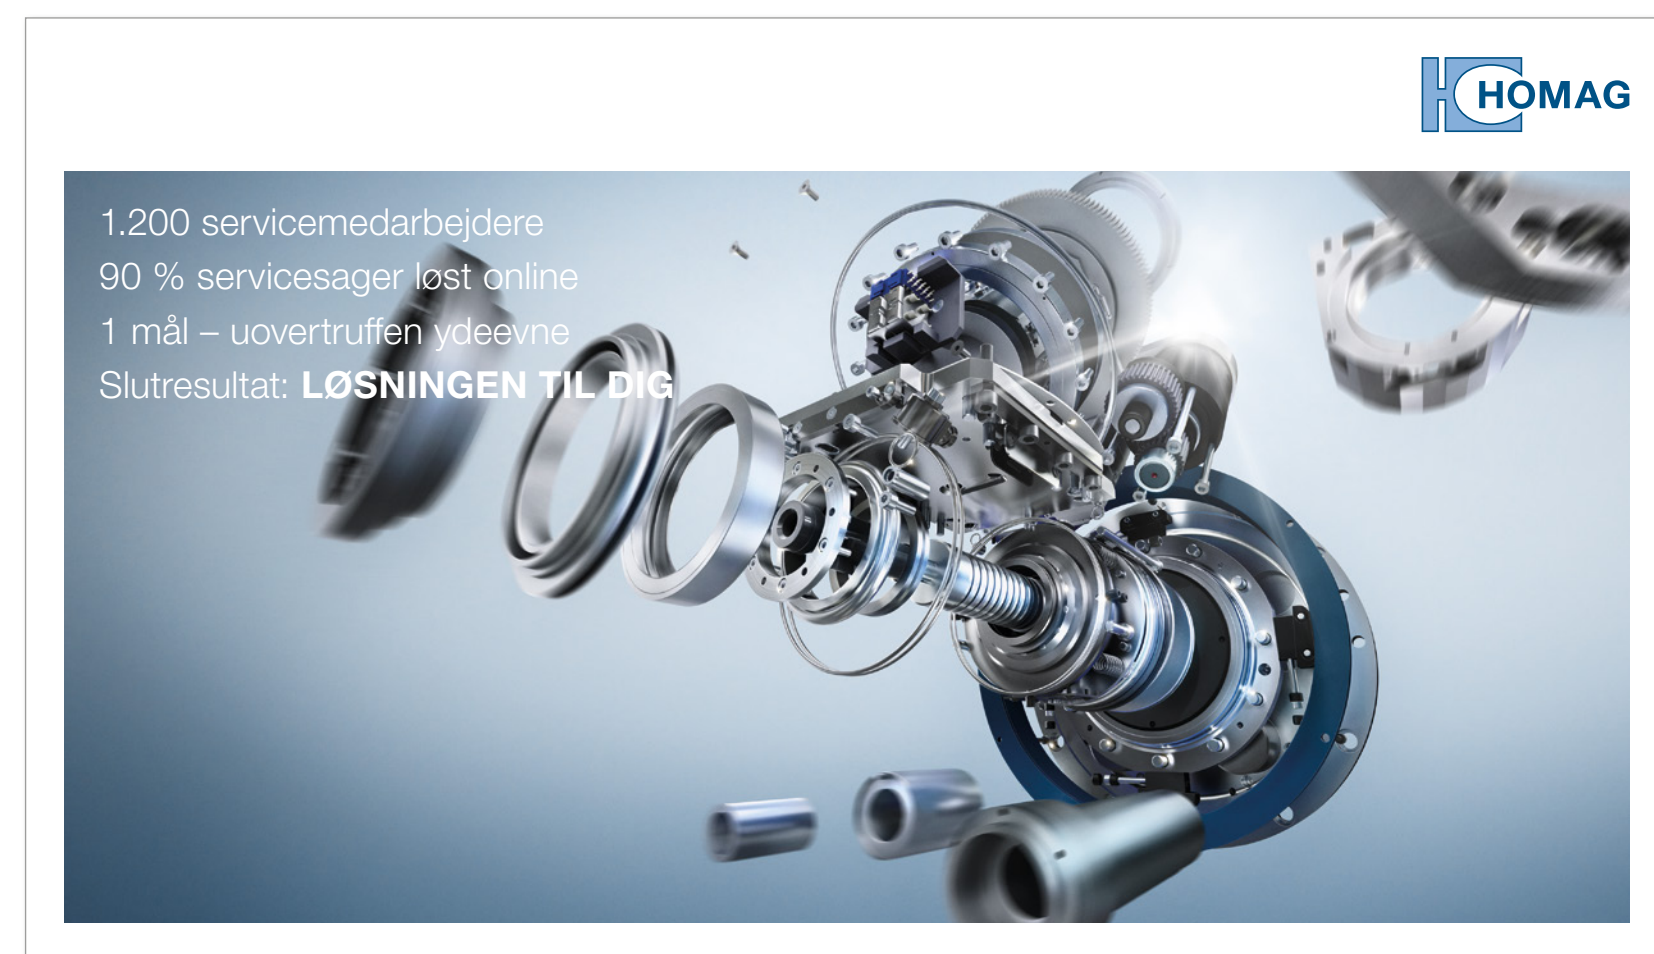 HOMAG
1.200 servicemedarbejdere
90 % servicesager løst online
1 mål – uovertruffen ydeevne
Slutresultat: LØSNINGEN TIL DIG